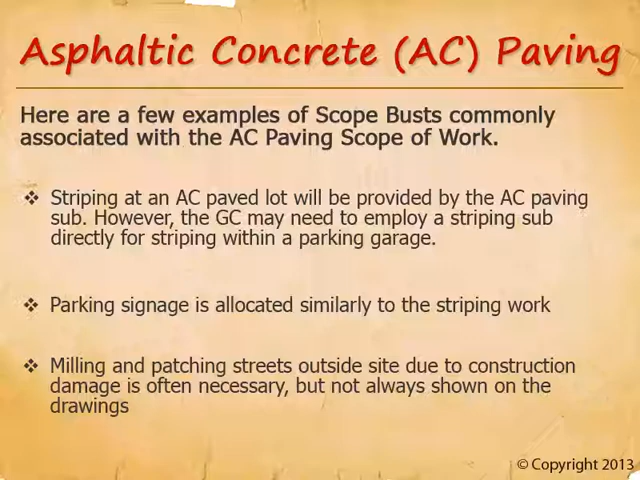 Asphaltic Concrete (AC) Paving
Here are a few examples of Scope Busts commonly
associated with the AC Paving Scope of Work.
❖ Striping at an AC paved lot will be provided by the AC paving
sub. However, the GC may need to employ a striping sub
directly for striping within a parking garage.
❖ Parking signage is allocated similarly to the striping work
❖ Milling and patching streets outside site due to construction
damage is often necessary, but not always shown on the
drawings
© Copyright 2013